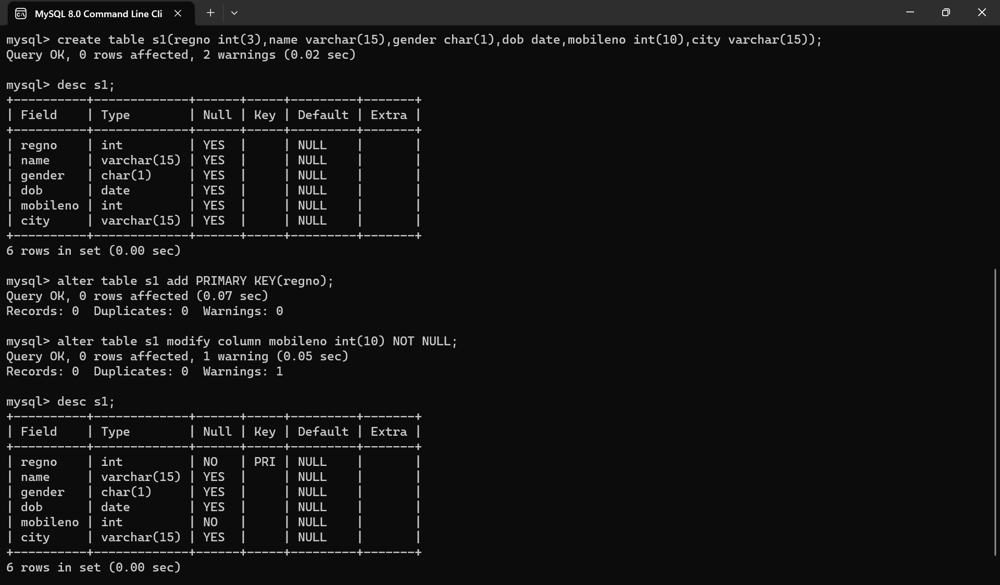 MySQL 8.0 Command Line Cli
mysql> create table s1(regno int(3),name varchar(15),gender char(1),dob date,mobileno int(10),city varchar(15));
Query OK, 0 rows affected, 2 warnings (0.02 sec)
mysql> desc s1;
+----------+-------------+------+-----+---------+-------+
| Field    | Type        | Null | Key | Default | Extra |
+----------+-------------+------+-----+---------+-------+
| regno    | int         | YES  |     | NULL    |       |
| name     | varchar(15) | YES  |     | NULL    |       |
| gender   | char(1)     | YES  |     | NULL    |       |
| dob      | date        | YES  |     | NULL    |       |
| mobileno | int         | YES  |     | NULL    |       |
| city     | varchar(15) | YES  |     | NULL    |       |
+----------+-------------+------+-----+---------+-------+
6 rows in set (0.00 sec)
mysql> alter table s1 add PRIMARY KEY(regno);
Query OK, 0 rows affected (0.07 sec)
Records: 0  Duplicates: 0  Warnings: 0
mysql> alter table s1 modify column mobileno int(10) NOT NULL;
Query OK, 0 rows affected, 1 warning (0.05 sec)
Records: 0  Duplicates: 0  Warnings: 1
mysql> desc s1;
+----------+-------------+------+-----+---------+-------+
| Field    | Type        | Null | Key | Default | Extra |
+----------+-------------+------+-----+---------+-------+
| regno    | int         | NO   | PRI | NULL    |       |
| name     | varchar(15) | YES  |     | NULL    |       |
| gender   | char(1)     | YES  |     | NULL    |       |
| dob      | date        | YES  |     | NULL    |       |
| mobileno | int         | NO   |     | NULL    |       |
| city     | varchar(15) | YES  |     | NULL    |       |
+----------+-------------+------+-----+---------+-------+
6 rows in set (0.00 sec)